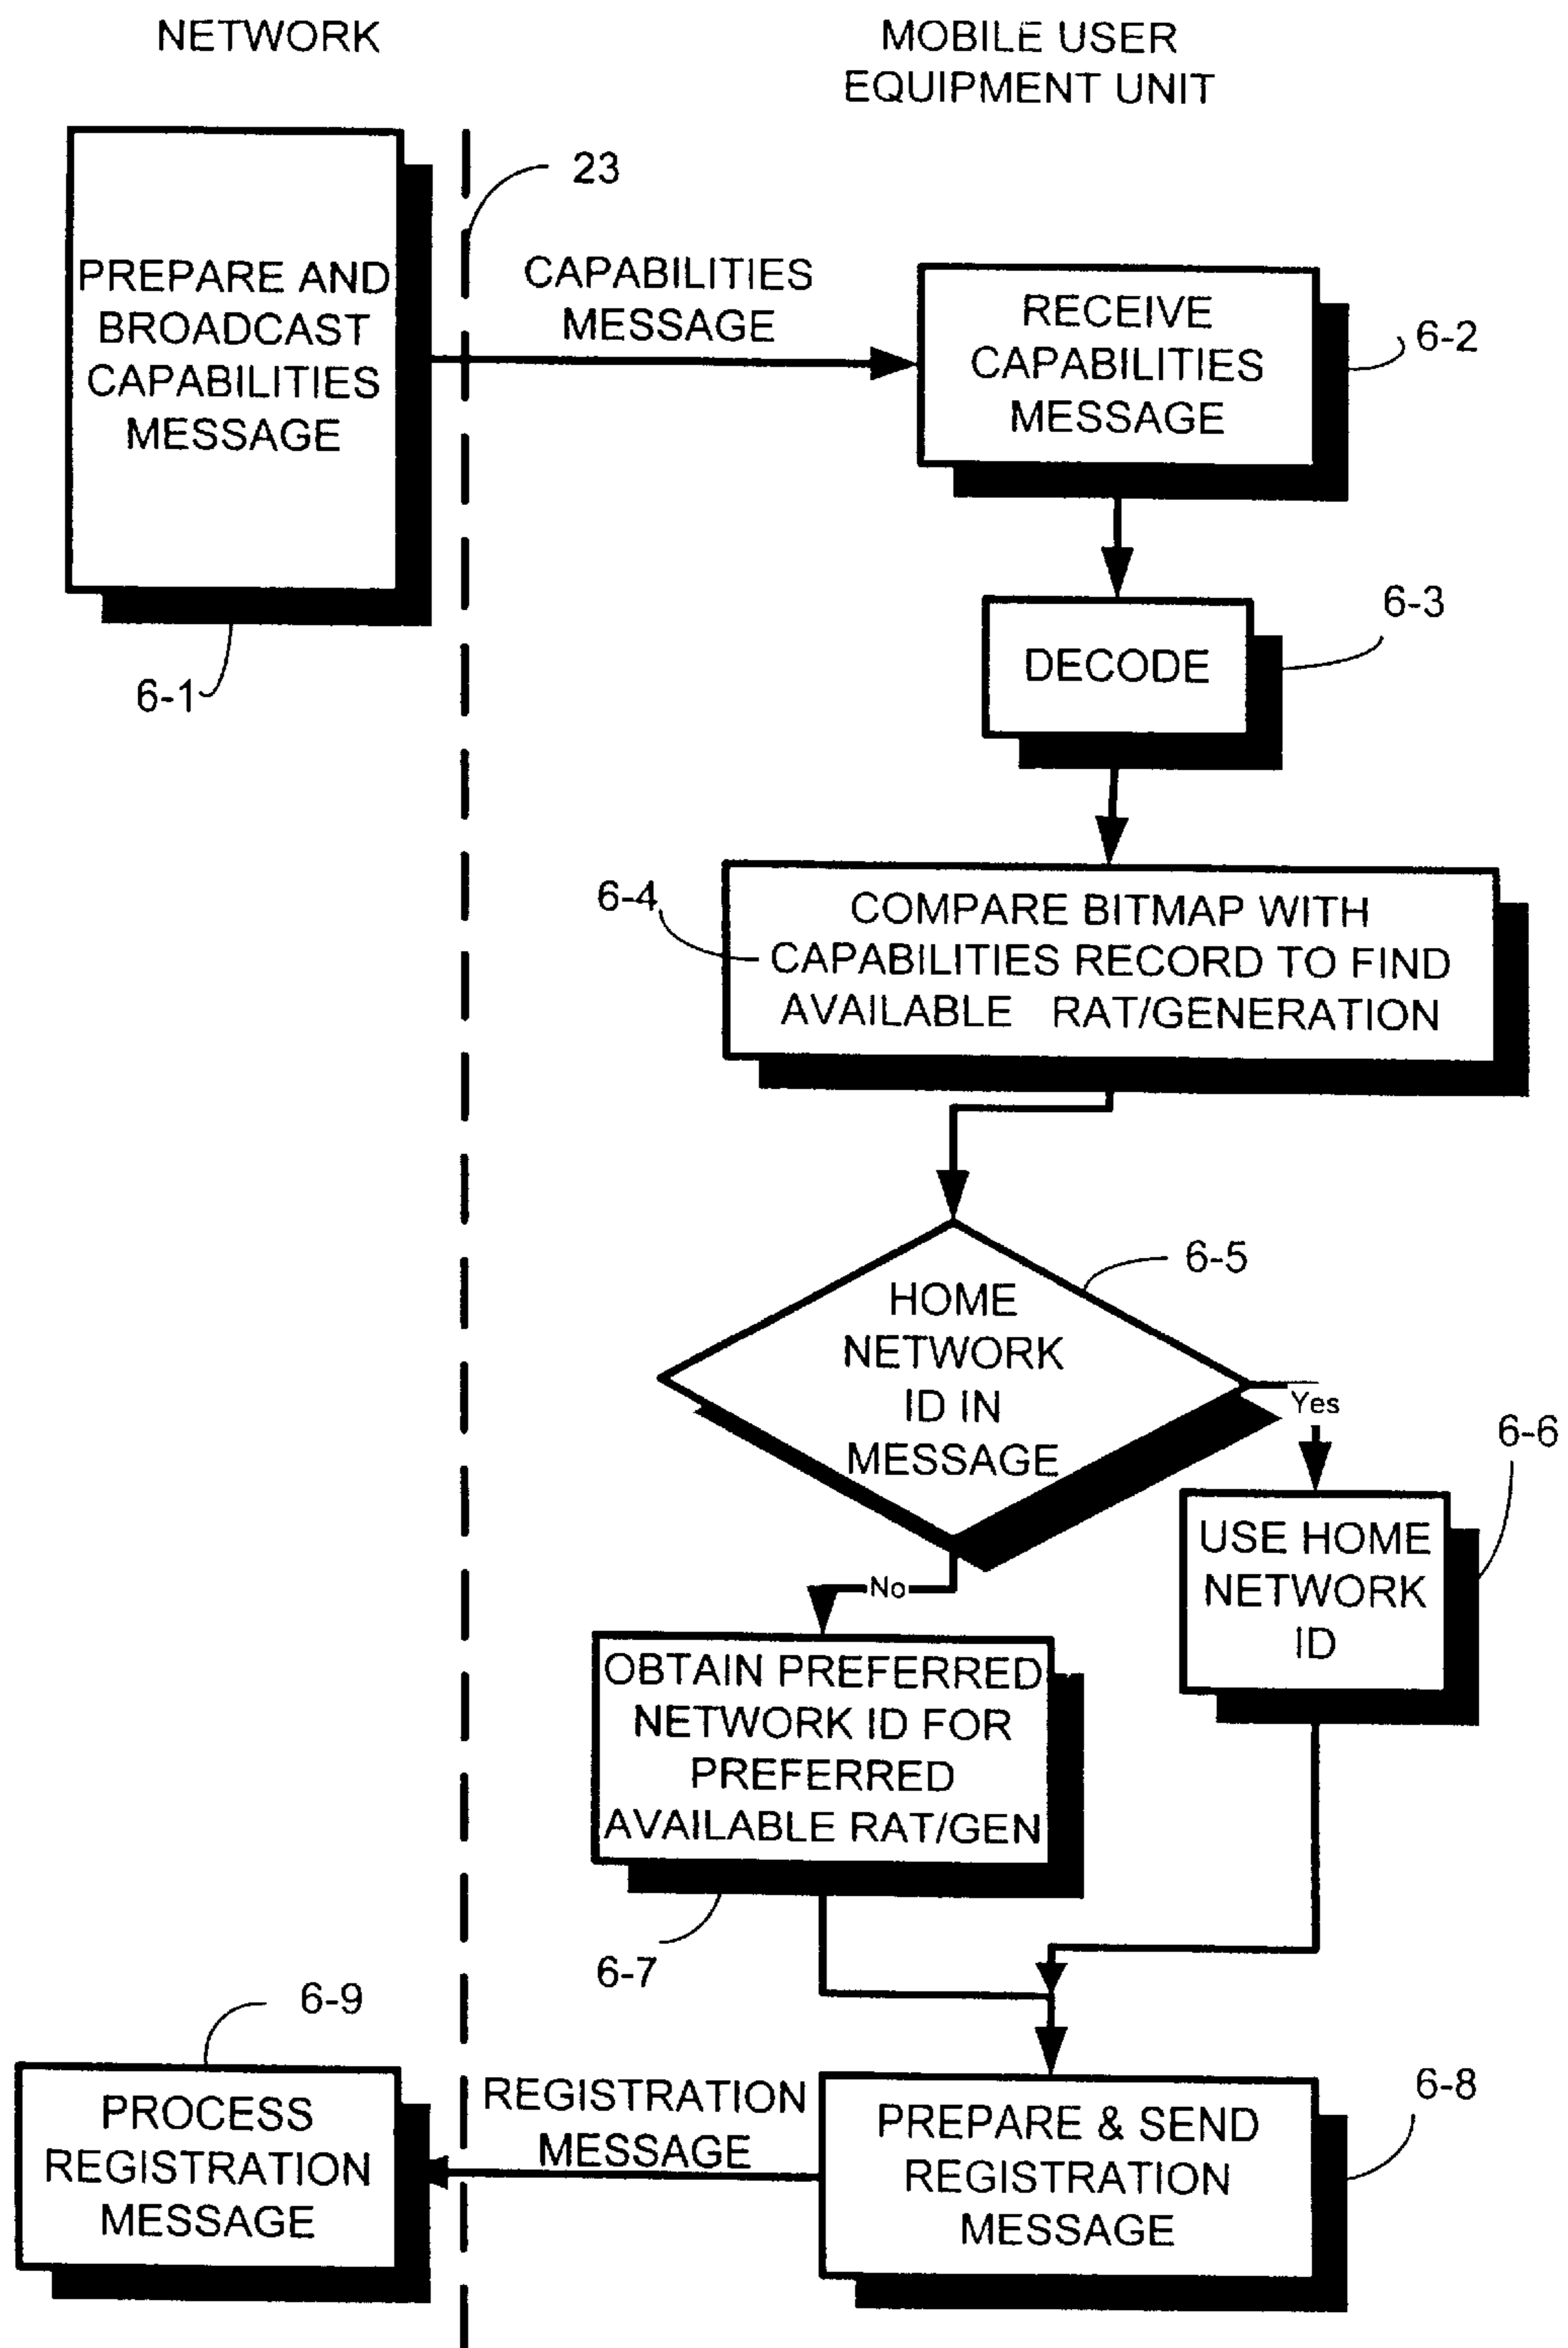 NETWORK
MOBILE USER
EQUIPMENT UNIT
23
PREPARE AND
BROADCAST
CAPABILITIES
MESSAGE
6-1
CAPABILITIES
MESSAGE
RECEIVE
CAPABILITIES
MESSAGE
6-2
DECODE
6-3
6-4
COMPARE BITMAP WITH
CAPABILITIES RECORD TO FIND
AVAILABLE RAT/GENERATION
6-5
HOME
NETWORK
ID IN
MESSAGE
Yes
6-6
USE HOME
NETWORK
ID
No
OBTAIN PREFERRED
NETWORK ID FOR
PREFERRED
AVAILABLE RAT/GEN
6-7
6-8
PREPARE & SEND
REGISTRATION
MESSAGE
REGISTRATION
MESSAGE
6-9
PROCESS
REGISTRATION
MESSAGE